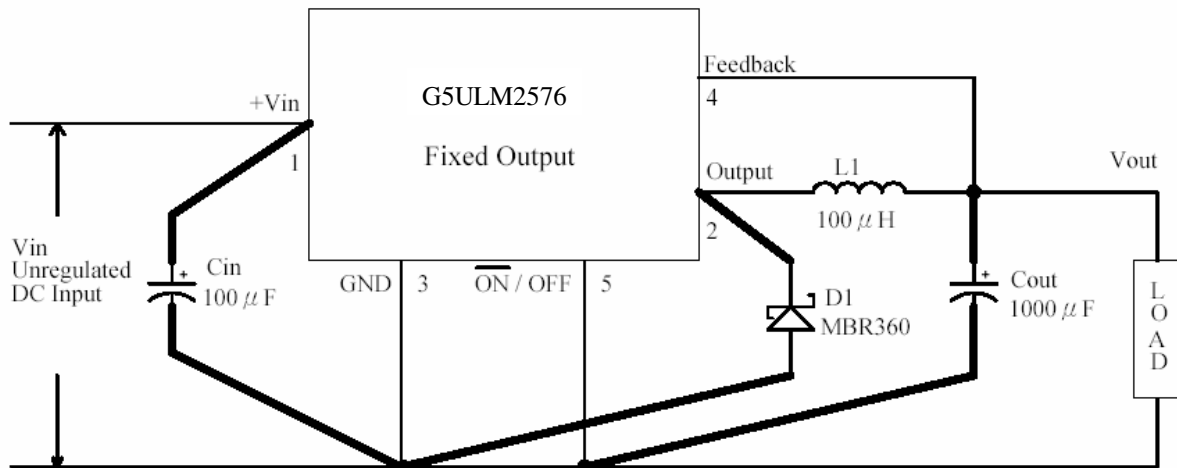 G5ULM2576
Fixed Output
+Vin
1
Feedback
4
Output
2
L1
100 μH
Vout
Vin
Unregulated
DC Input
Cin
+
100 μF
GND
3
ON / OFF
5
D1
MBR360
+
Cout
1000 μF
LOAD